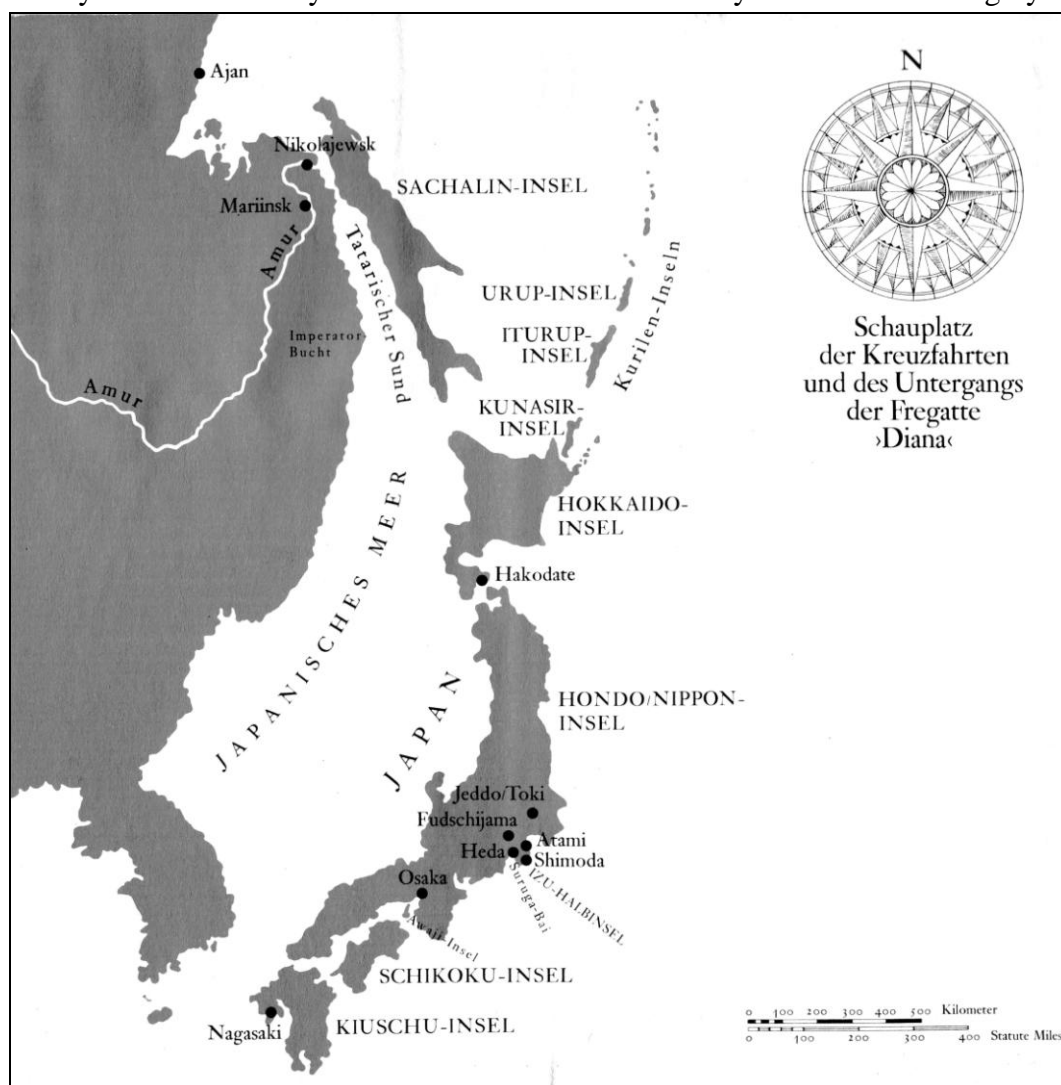 N
Ajan
Nikolajewsk
SACHALIN-INSEL
Mariinsk
Amur
Tatarischer Sund
URUP-INSEL
Kurilen-Inseln
ITURUP-
INSEL
Imperator-
Bucht
Schauplatz
der Kreuzfahrten
und des Untergangs
der Fregatte
›Diana‹
Amur
KUNASIR-
INSEL
HOKKAIDO-
INSEL
JAPANISCHES MEER
Hakodate
JAPAN
HONDO/NIPPON-
INSEL
Jeddo/Toki
Fudschijama
Atami
Heda
Shimoda
IZU-HALBINSEL
Suruga-Bai
Osaka
Awaji-Insel
SCHIKOKU-INSEL
Nagasaki
KIUSCHU-INSEL
0 100 200 300 400 500 Kilometer
0 100 200 300 400 Statute Miles